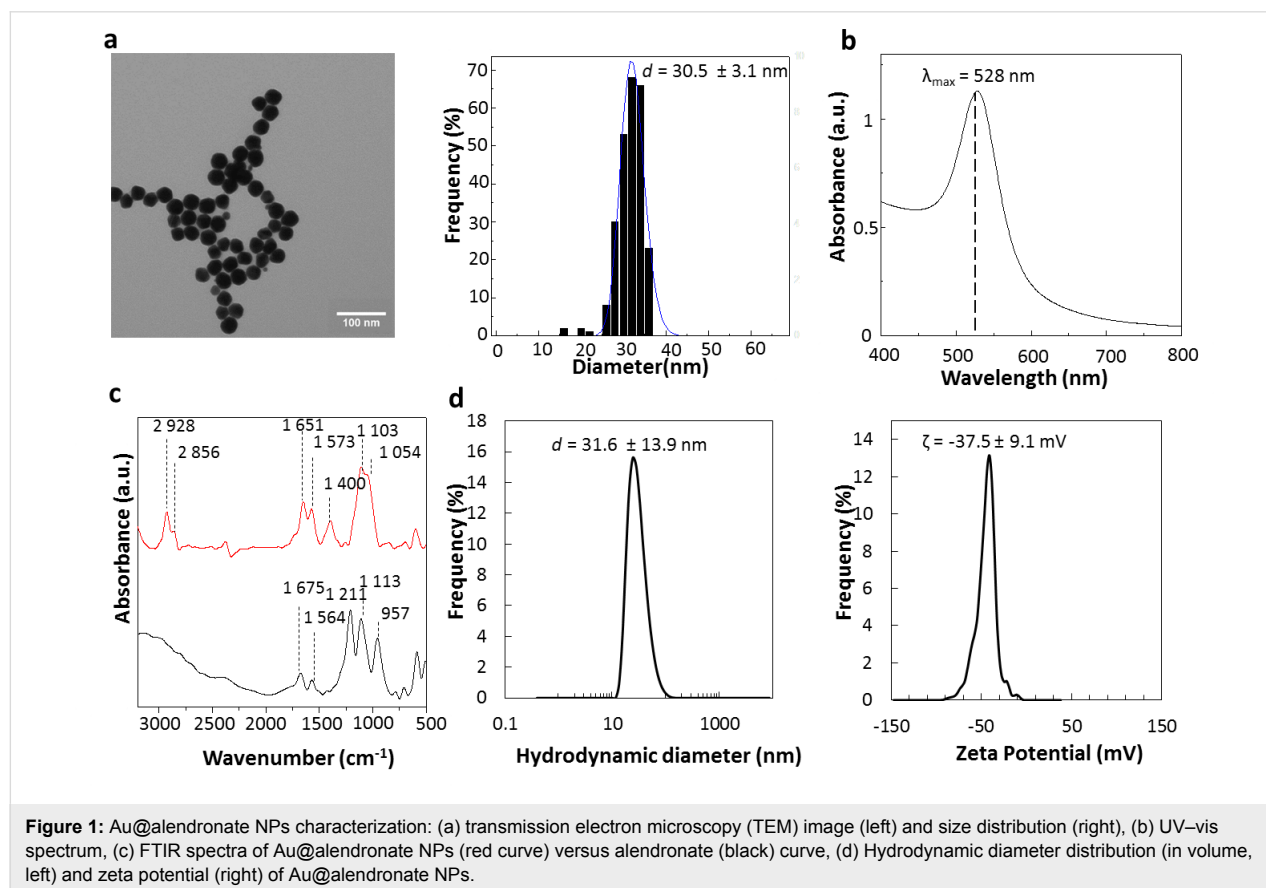 a
100 nm
70
60
50
40
30
20
10
0
Frequency (%)
d = 30.5 ± 3.1 nm
10
8
6
4
2
0
0 10 20 30 40 50 60
Diameter(nm)
b
λmax = 528 nm
1
0.5
0
Absorbance (a.u.)
400 500 600 700 800
Wavelength (nm)
c
2 928
2 856
1 651
1 573
1 400
1 103
1 054
1 675
1 564
1 211
1 113
957
Absorbance (a.u.)
3000 2500 2000 1500 1000 500
Wavenumber (cm-1)
d
18
16
14
12
10
8
6
4
2
0
Frequency (%)
d = 31.6 ± 13.9 nm
0.1 10 1000
Hydrodynamic diameter (nm)
14
12
10
8
6
4
2
0
Frequency (%)
ζ = -37.5 ± 9.1 mV
-150 -50 50 150
Zeta Potential (mV)
Figure 1: Au@alendronate NPs characterization: (a) transmission electron microscopy (TEM) image (left) and size distribution (right), (b) UV–vis
spectrum, (c) FTIR spectra of Au@alendronate NPs (red curve) versus alendronate (black) curve, (d) Hydrodynamic diameter distribution (in volume,
left) and zeta potential (right) of Au@alendronate NPs.